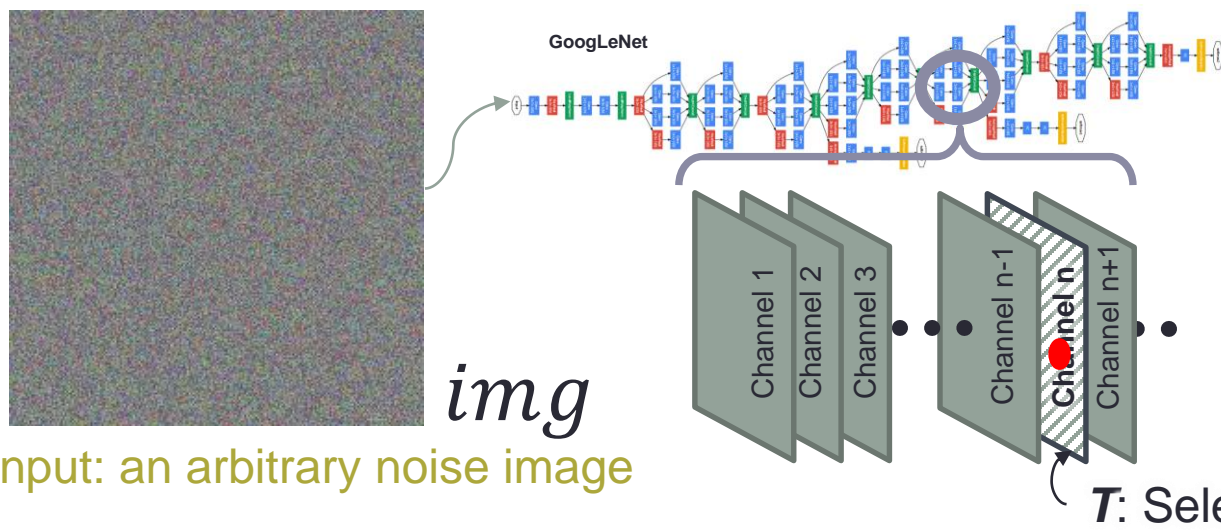 GoogLeNet
Channel 1
Channel 2
Channel 3
Channel n-1
Channel n
Channel n+1
img
nput: an arbitrary noise image
T: Sele